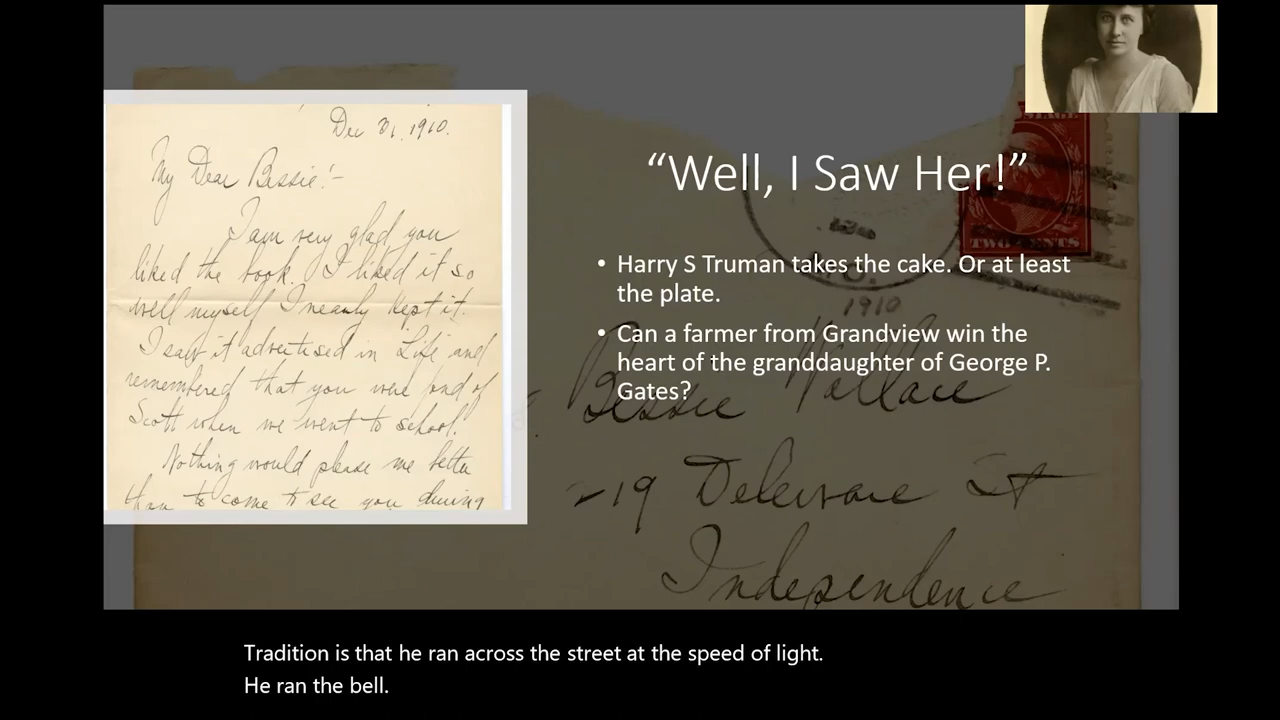 Dec 31, 1910.
My Dear Bessie:-
I am very glad you
liked the book. I liked it so
well myself I nearly kept it.
I saw it advertised in Life and
remembered that you were fond of
Scott when we went to school.
Nothing would please me better
than to come to see you during
“Well, I Saw Her!”
• Harry S Truman takes the cake. Or at least
the plate.
• Can a farmer from Grandview win the
heart of the granddaughter of George P.
Gates?
TWO CENTS
1910
Bessie Wallace
219 Deleware St
Independence
Tradition is that he ran across the street at the speed of light.
He ran the bell.